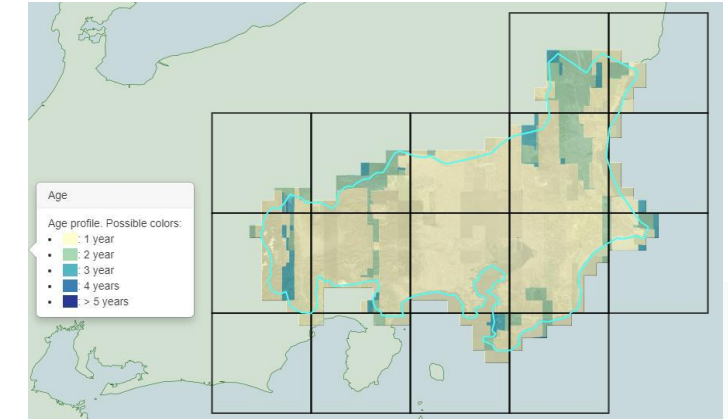 Age
Age profile. Possible colors:
• : 1 year
• : 2 year
• : 3 year
• : 4 years
• : > 5 years